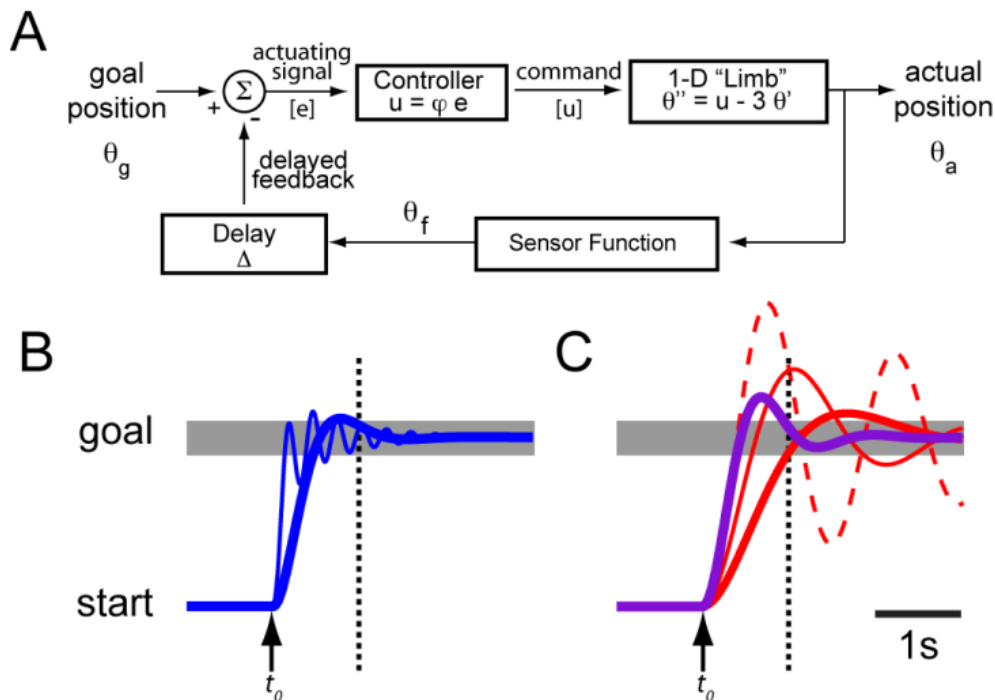 A
goal
position
θg
+
-
Σ
actuating
signal
[e]
Controller
u = φ e
command
[u]
1-D “Limb”
θ'' = u - 3 θ'
actual
position
θa
delayed
feedback
Delay
Δ
θf
Sensor Function
B
goal
start
t0
C
1s
t0